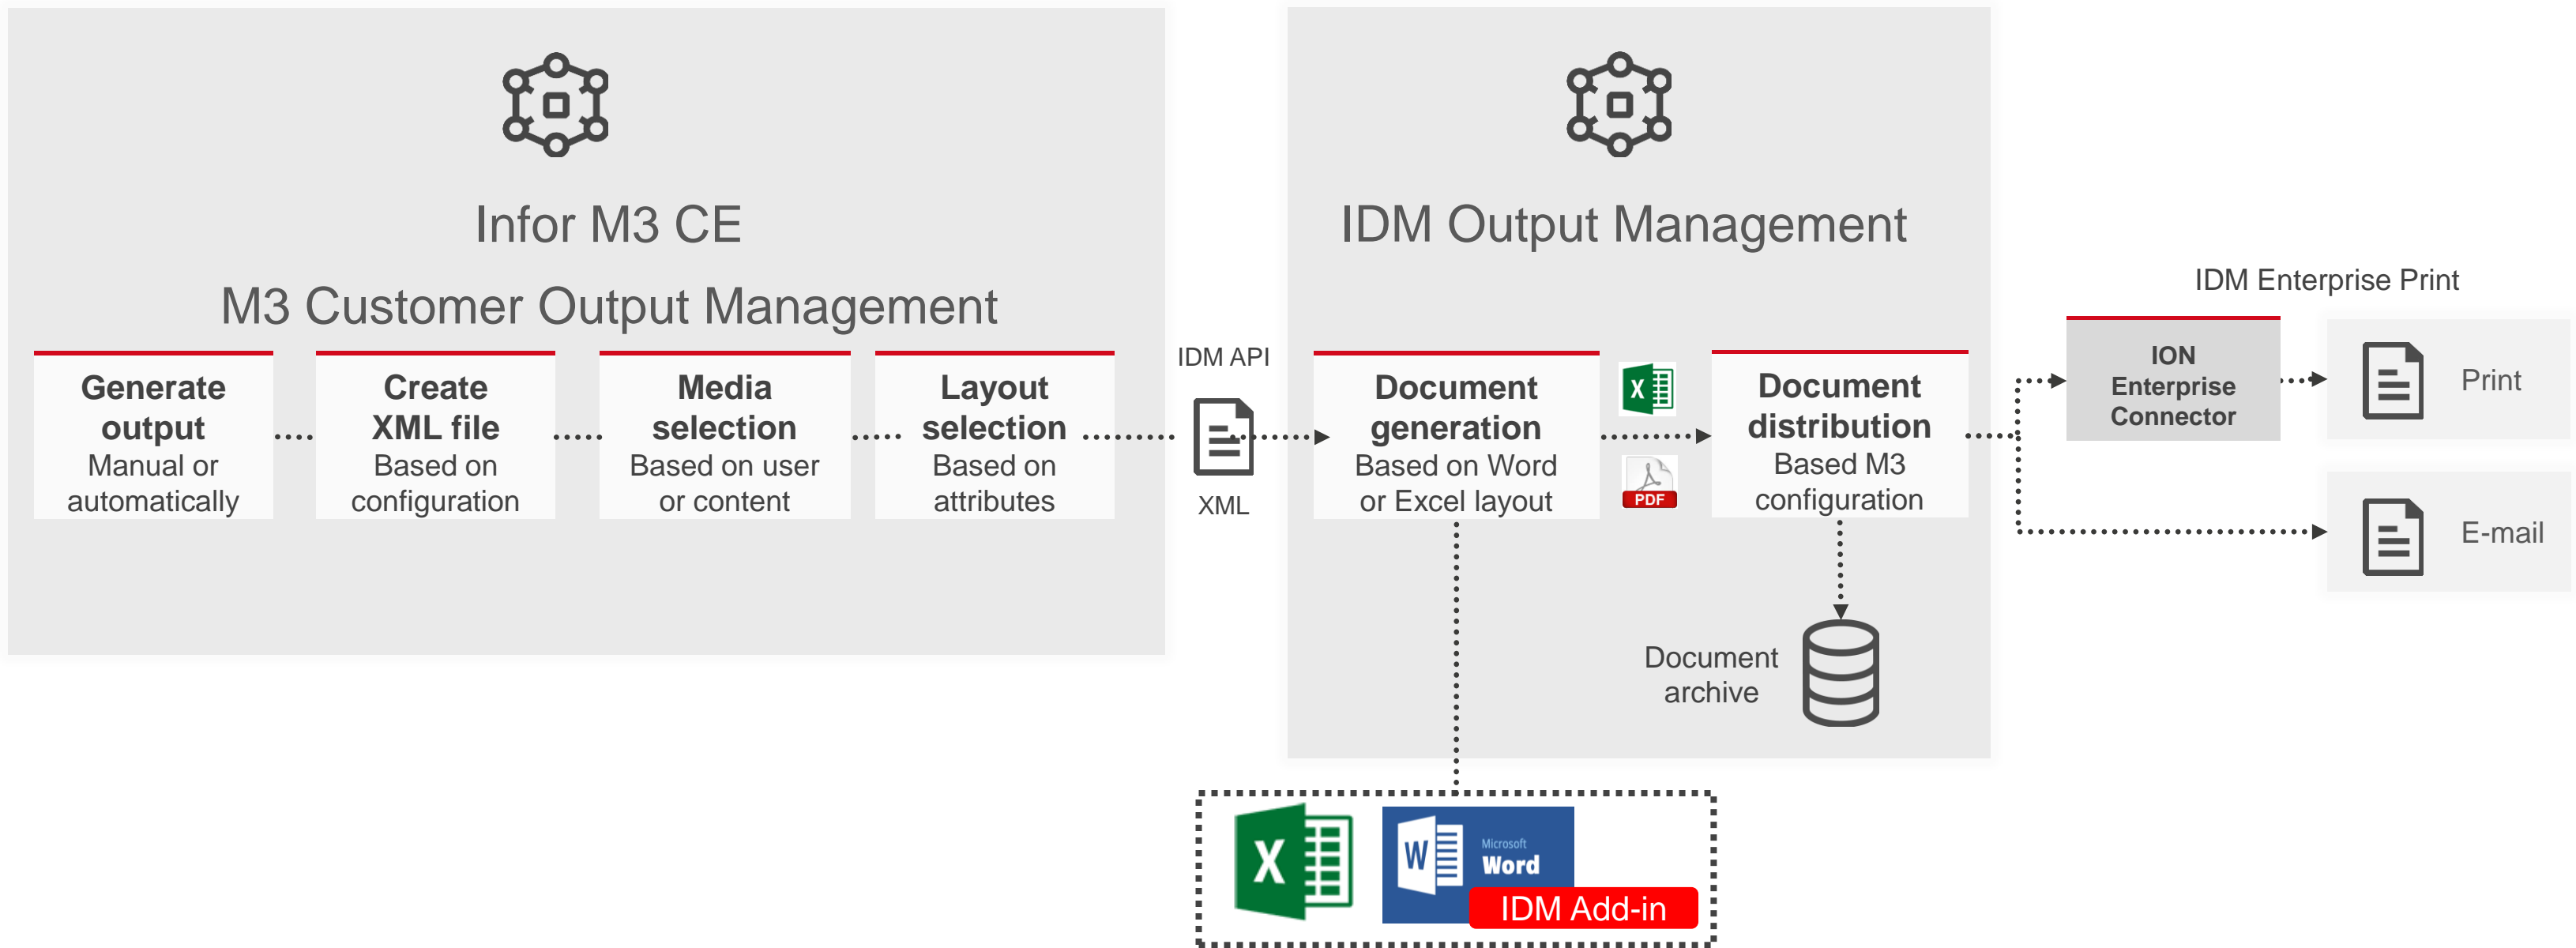 Infor M3 CE
M3 Customer Output Management
Generate
output
Manual or
automatically
Create
XML file
Based on
configuration
Media
selection
Based on user
or content
Layout
selection
Based on
attributes
IDM API
XML
IDM Output Management
Document
generation
Based on Word
or Excel layout
X
PDF
Document
distribution
Based M3
configuration
Document
archive
IDM Enterprise Print
ION
Enterprise
Connector
Print
E-mail
X
W
Microsoft
Word
IDM Add-in